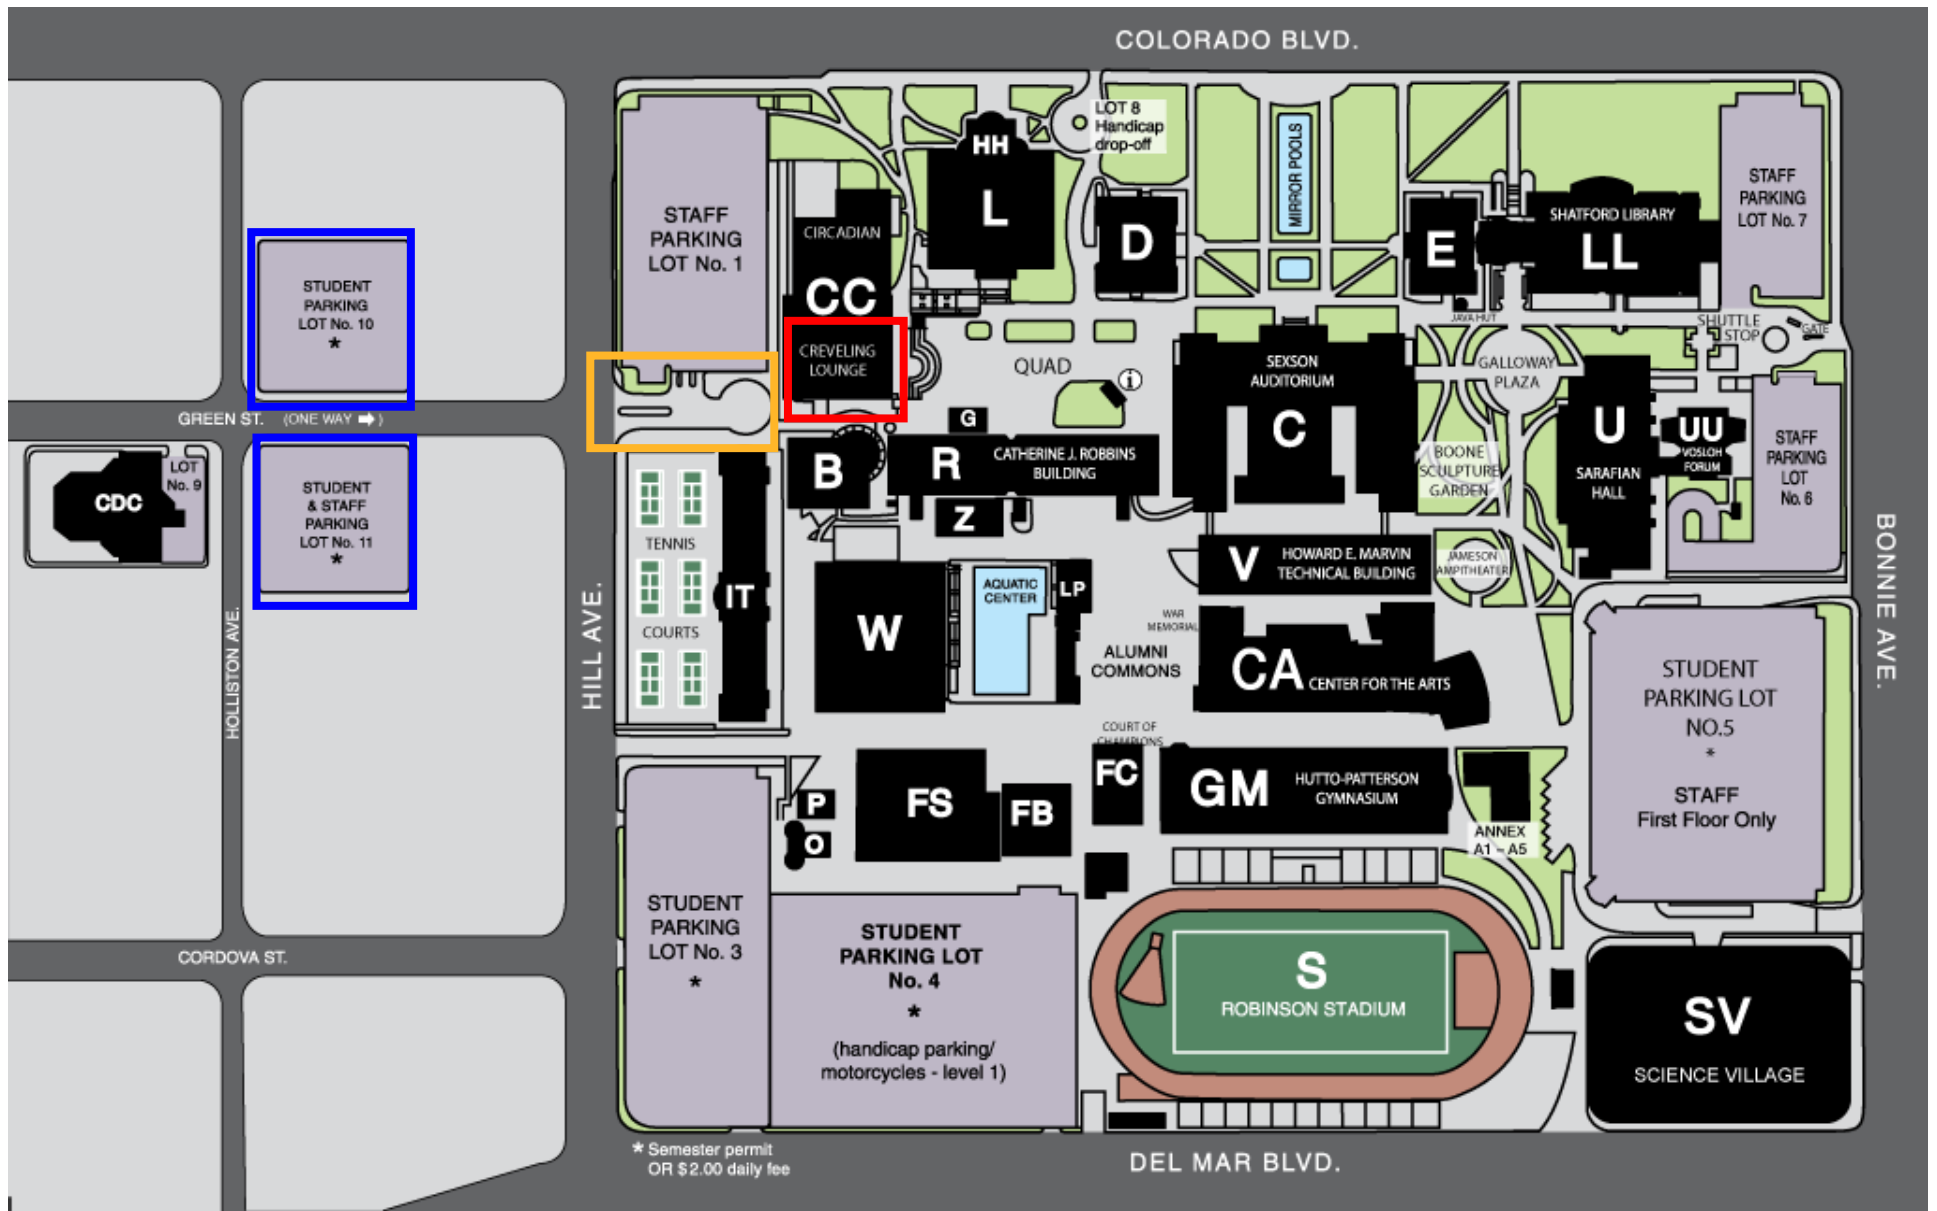 COLORADO BLVD.
LOT 8
Handicap
drop-off
HH
L
MIRROR POOLS
STAFF
PARKING
LOT No. 1
CIRCADIAN
CC
D
E
SHATFORD LIBRARY
LL
STAFF
PARKING
LOT No. 7
STUDENT
PARKING
LOT No. 10
*
CREVELING
LOUNGE
QUAD
i
SEXSON
AUDITORIUM
C
JAVA HUT
GALLOWAY
PLAZA
SHUTTLE
STOP
GATE
GREEN ST. (ONE WAY ➡)
G
B
R
CATHERINE J. ROBBINS
BUILDING
BOONE
SCULPTURE
GARDEN
U
SARAFIAN
HALL
UU
VOSLOH
FORUM
STAFF
PARKING
LOT
No. 6
CDC
LOT
No. 9
STUDENT
& STAFF
PARKING
LOT No. 11
*
Z
TENNIS
COURTS
IT
W
AQUATIC
CENTER
LP
V
HOWARD E. MARVIN
TECHNICAL BUILDING
JAMESON
AMPITHEATER
WAR
MEMORIAL
ALUMNI
COMMONS
CA
CENTER FOR THE ARTS
HOLLISTON AVE.
HILL AVE.
BONNIE AVE.
STUDENT
PARKING LOT
NO.5
*
STAFF
First Floor Only
COURT OF
CHAMPIONS
P
O
FS
FB
FC
GM
HUTTO-PATTERSON
GYMNASIUM
ANNEX
A1 - A5
STUDENT
PARKING
LOT No. 3
*
STUDENT
PARKING LOT
No. 4
*
(handicap parking/
motorcycles - level 1)
S
ROBINSON STADIUM
SV
SCIENCE VILLAGE
CORDOVA ST.
* Semester permit
OR $2.00 daily fee
DEL MAR BLVD.